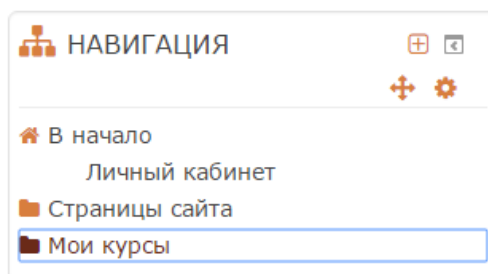 НАВИГАЦИЯ
В начало
Личный кабинет
Страницы сайта
Мои курсы